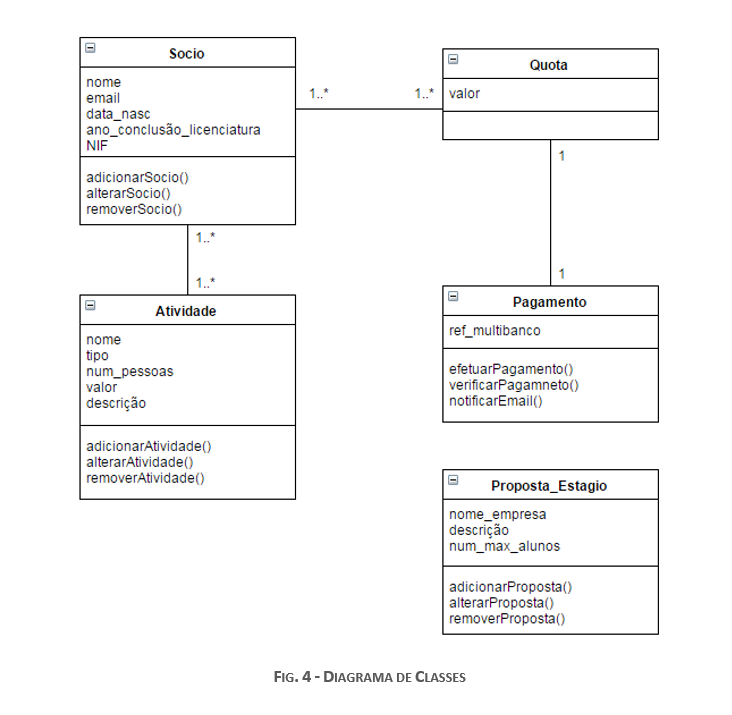 Socio
nome
email
data_nasc
ano_conclusão_licenciatura
NIF
adicionarSocio()
alterarSocio()
removerSocio()
1..*
1..*
Quota
valor
1
1
1..*
1..*
Atividade
nome
tipo
num_pessoas
valor
descrição
adicionarAtividade()
alterarAtividade()
removerAtividade()
Pagamento
ref_multibanco
efetuarPagamento()
verificarPagamneto()
notificarEmail()
Proposta_Estagio
nome_empresa
descrição
num_max_alunos
adicionarProposta()
alterarProposta()
removerProposta()
FIG. 4 - DIAGRAMA DE CLASSES